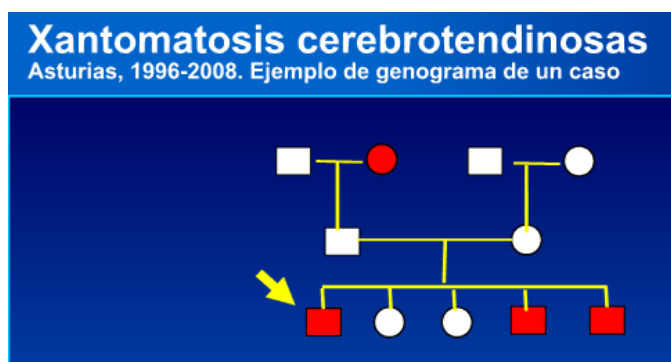 Xantomatosis cerebrotendinosas
Asturias, 1996-2008. Ejemplo de genograma de un caso